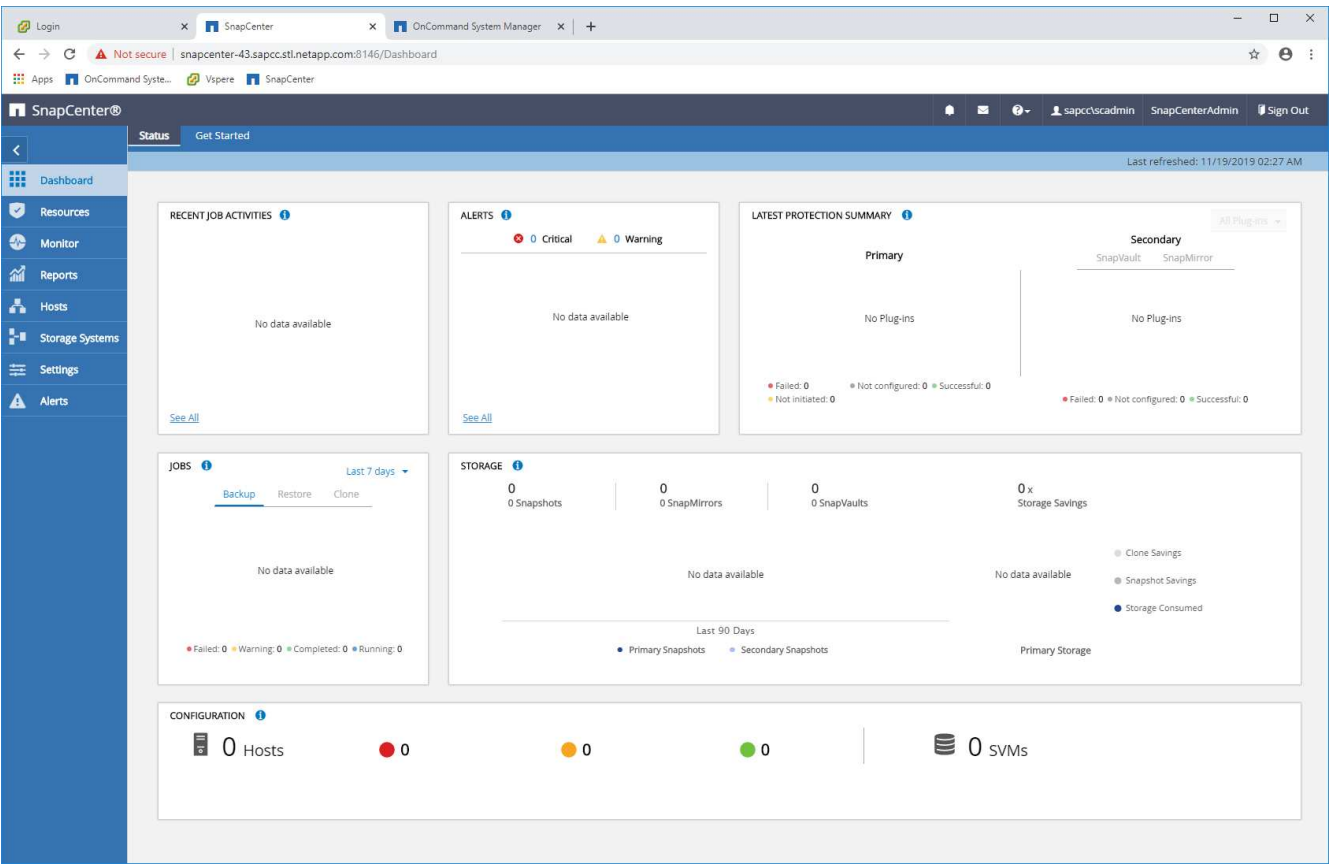 Login
SnapCenter
OnCommand System Manager
Not secure | snapcenter-43.sapcc.stl.netapp.com:8146/Dashboard
Apps OnCommand Syste... Vspere SnapCenter
SnapCenter®
sapcc\scadmin SnapCenterAdmin Sign Out
Status Get Started
Last refreshed: 11/19/2019 02:27 AM
Dashboard
Resources
Monitor
Reports
Hosts
Storage Systems
Settings
Alerts
RECENT JOB ACTIVITIES
No data available
See All
ALERTS
0 Critical 0 Warning
No data available
See All
LATEST PROTECTION SUMMARY
All Plug-ins
Primary
No Plug-ins
Failed: 0 Not configured: 0 Successful: 0
Not initiated: 0
Secondary
SnapVault SnapMirror
No Plug-ins
Failed: 0 Not configured: 0 Successful: 0
JOBS
Last 7 days
Backup Restore Clone
No data available
Failed: 0 Warning: 0 Completed: 0 Running: 0
STORAGE
0 0 0 0 x
0 Snapshots 0 SnapMirrors 0 SnapVaults Storage Savings
No data available
Last 90 Days
Primary Snapshots Secondary Snapshots
No data available
Clone Savings
Snapshot Savings
Storage Consumed
Primary Storage
CONFIGURATION
0 Hosts 0 0 0 0 SVMs